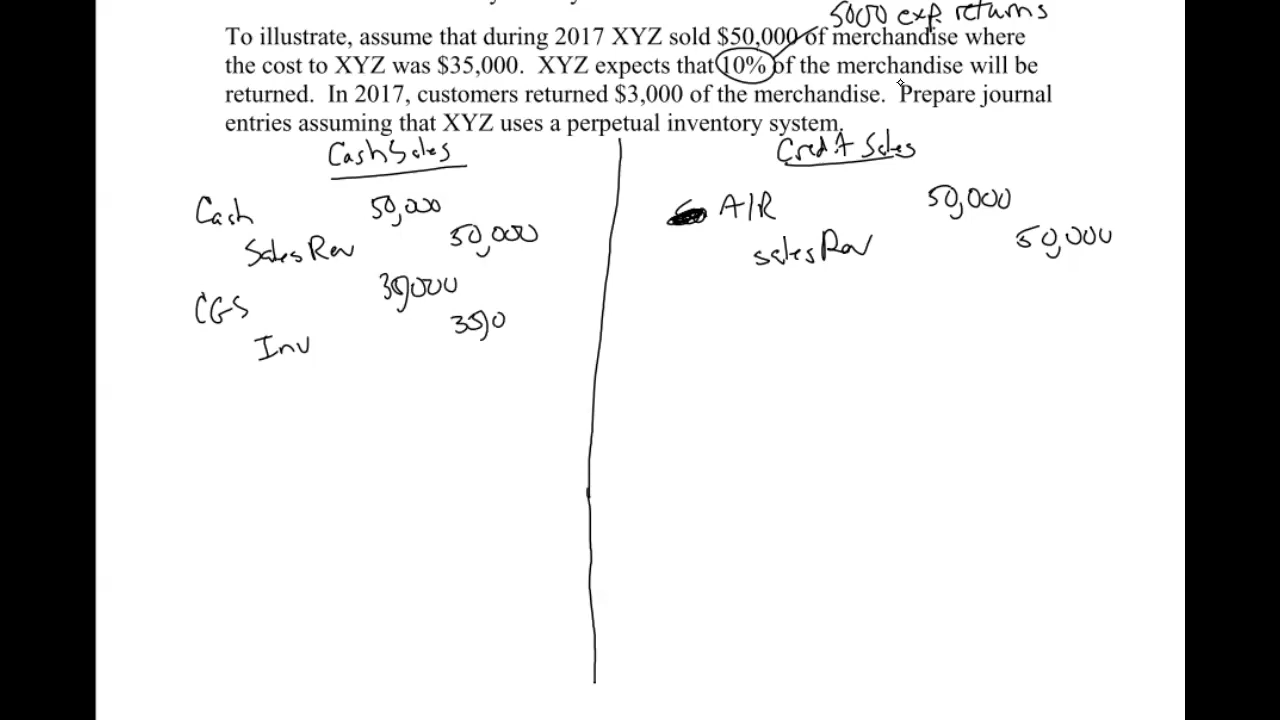 5000 exp. returns
To illustrate, assume that during 2017 XYZ sold $50,000 of merchandise where
the cost to XYZ was $35,000. XYZ expects that 10% of the merchandise will be
returned. In 2017, customers returned $3,000 of the merchandise. Prepare journal
entries assuming that XYZ uses a perpetual inventory system.
Cash Sales
Cash 50,000
Sales Rev 50,000
CGS 35,000
Inv 35,0
Credit Sales
A/R 50,000
Sales Rev 50,000